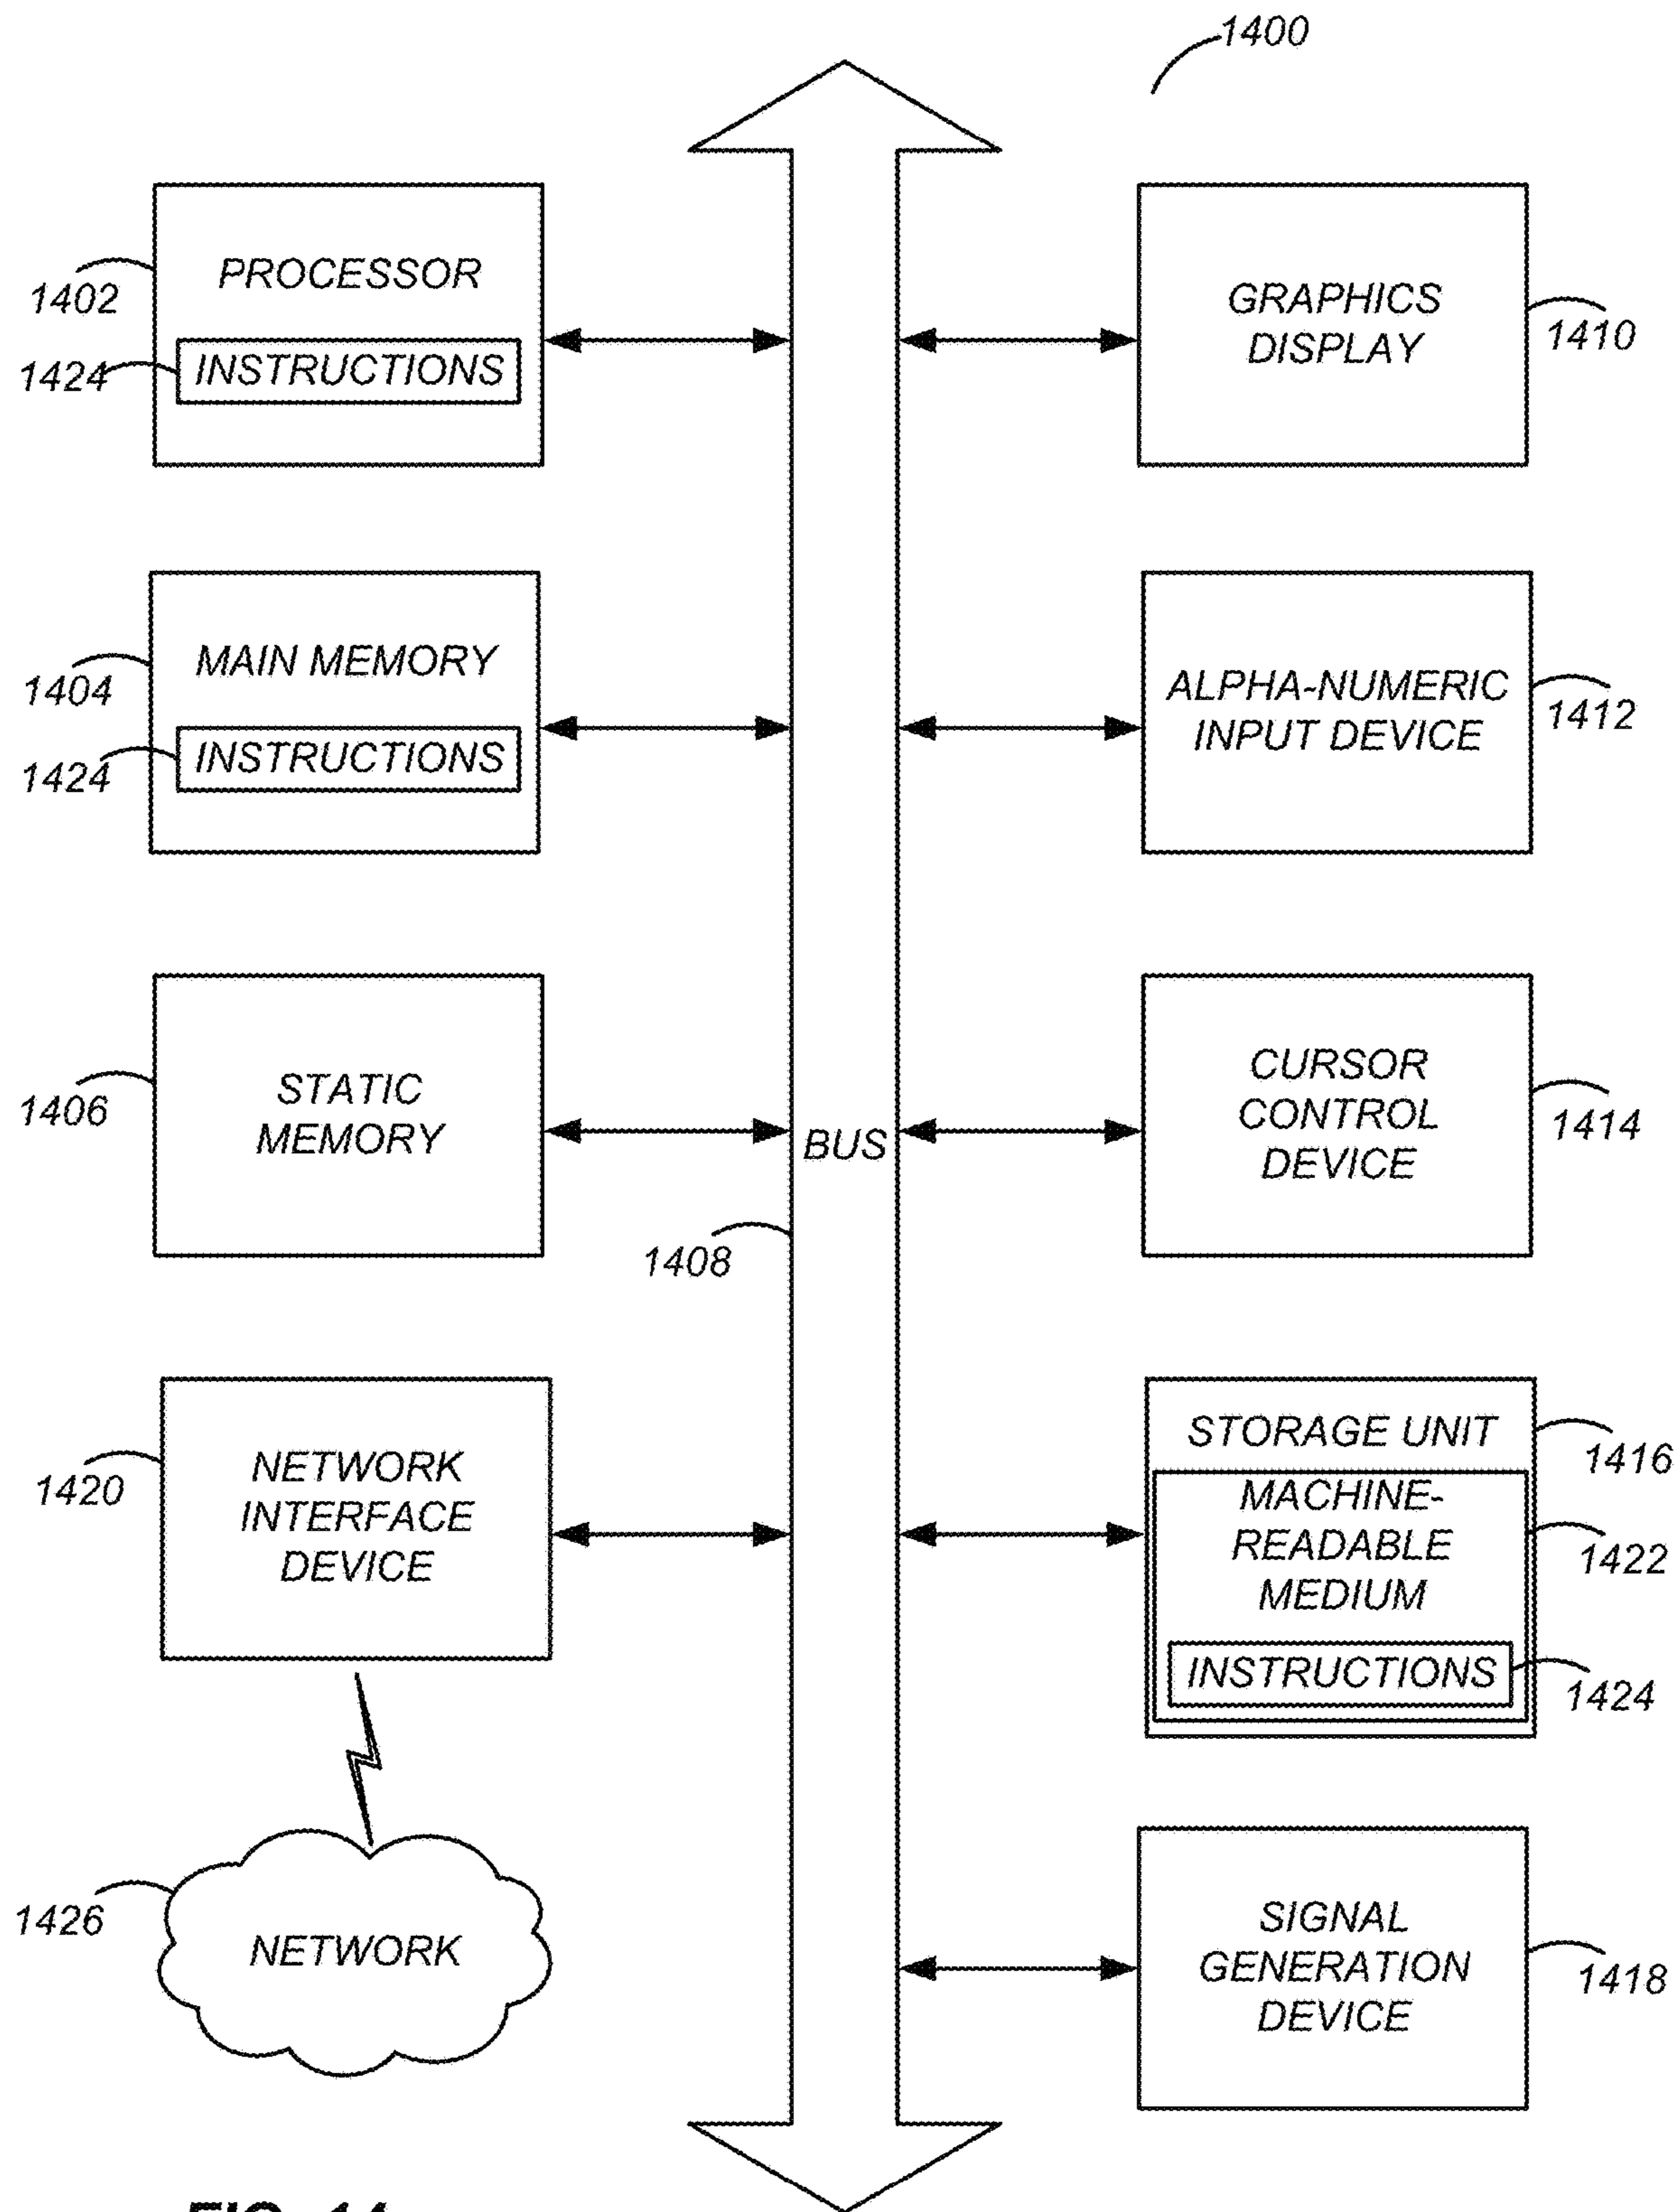 1400
PROCESSOR
1402
1424
INSTRUCTIONS
GRAPHICS
DISPLAY
1410
MAIN MEMORY
1404
1424
INSTRUCTIONS
ALPHA-NUMERIC
INPUT DEVICE
1412
STATIC
MEMORY
1406
BUS
1408
CURSOR
CONTROL
DEVICE
1414
NETWORK
INTERFACE
DEVICE
1420
STORAGE UNIT
1416
MACHINE-
READABLE
MEDIUM
1422
INSTRUCTIONS
1424
1426
NETWORK
SIGNAL
GENERATION
DEVICE
1418
FIG. 14